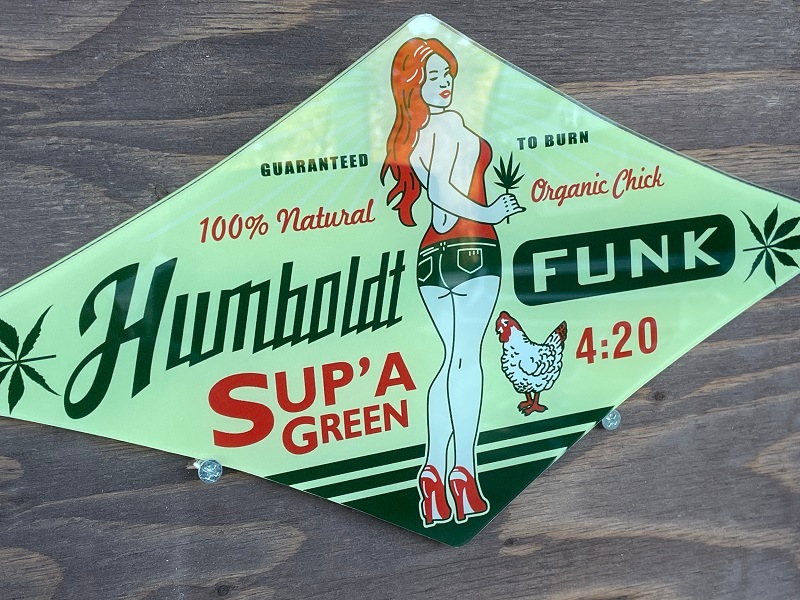 GUARANTEED TO BURN
100% Natural Organic Chick
Humboldt FUNK
SUP'A
GREEN
4:20